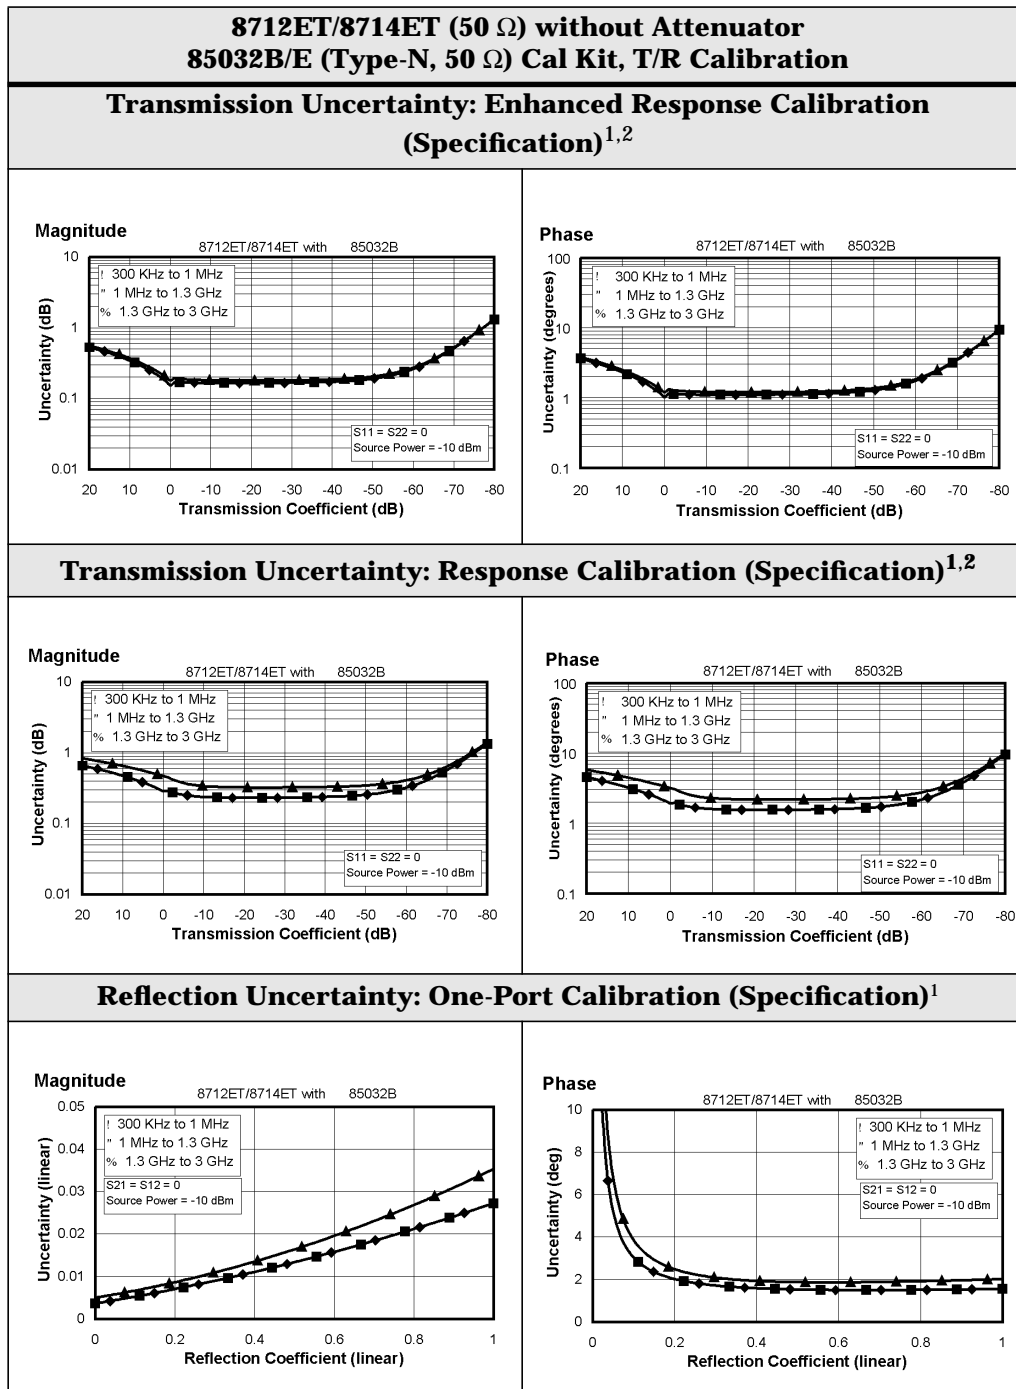 8712ET/8714ET (50 Ω) without Attenuator
85032B/E (Type-N, 50 Ω) Cal Kit, T/R Calibration
Transmission Uncertainty: Enhanced Response Calibration
(Specification)1,2
Magnitude
8712ET/8714ET with 85032B
10
1
0.1
0.01
Uncertainty (dB)
! 300 KHz to 1 MHz
" 1 MHz to 1.3 GHz
% 1.3 GHz to 3 GHz
S11 = S22 = 0
Source Power = -10 dBm
20 10 0 -10 -20 -30 -40 -50 -60 -70 -80
Transmission Coefficient (dB)
Phase
8712ET/8714ET with 85032B
100
10
1
0.1
Uncertainty (degrees)
! 300 KHz to 1 MHz
" 1 MHz to 1.3 GHz
% 1.3 GHz to 3 GHz
S11 = S22 = 0
Source Power = -10 dBm
20 10 0 -10 -20 -30 -40 -50 -60 -70 -80
Transmission Coefficient (dB)
Transmission Uncertainty: Response Calibration (Specification)1,2
Magnitude
8712ET/8714ET with 85032B
10
1
0.1
0.01
Uncertainty (dB)
! 300 KHz to 1 MHz
" 1 MHz to 1.3 GHz
% 1.3 GHz to 3 GHz
S11 = S22 = 0
Source Power = -10 dBm
20 10 0 -10 -20 -30 -40 -50 -60 -70 -80
Transmission Coefficient (dB)
Phase
8712ET/8714ET with 85032B
100
10
1
0.1
Uncertainty (degrees)
! 300 KHz to 1 MHz
" 1 MHz to 1.3 GHz
% 1.3 GHz to 3 GHz
S11 = S22 = 0
Source Power = -10 dBm
20 10 0 -10 -20 -30 -40 -50 -60 -70 -80
Transmission Coefficient (dB)
Reflection Uncertainty: One-Port Calibration (Specification)1
Magnitude
8712ET/8714ET with 85032B
0.05
0.04
0.03
0.02
0.01
0
Uncertainty (linear)
! 300 KHz to 1 MHz
" 1 MHz to 1.3 GHz
% 1.3 GHz to 3 GHz
S21 = S12 = 0
Source Power = -10 dBm
0 0.2 0.4 0.6 0.8 1
Reflection Coefficient (linear)
Phase
8712ET/8714ET with 85032B
10
8
6
4
2
0
Uncertainty (deg)
! 300 KHz to 1 MHz
" 1 MHz to 1.3 GHz
% 1.3 GHz to 3 GHz
S21 = S12 = 0
Source Power = -10 dBm
0 0.2 0.4 0.6 0.8 1
Reflection Coefficient (linear)